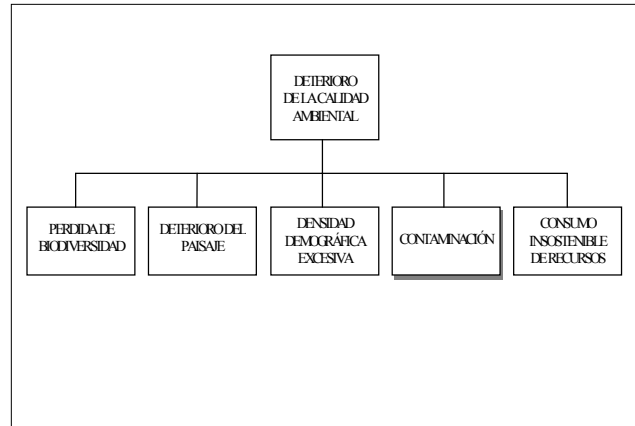 DETERIORO
DE LA CALIDAD
AMBIENTAL
PERDIDA DE
BIODIVERSIDAD
DETERIORO DEL
PAISAJE
DENSIDAD
DEMOGRÁFICA
EXCESIVA
CONTAMINACIÓN
CONSUMO
INSOSTENIBLE
DE RECURSOS